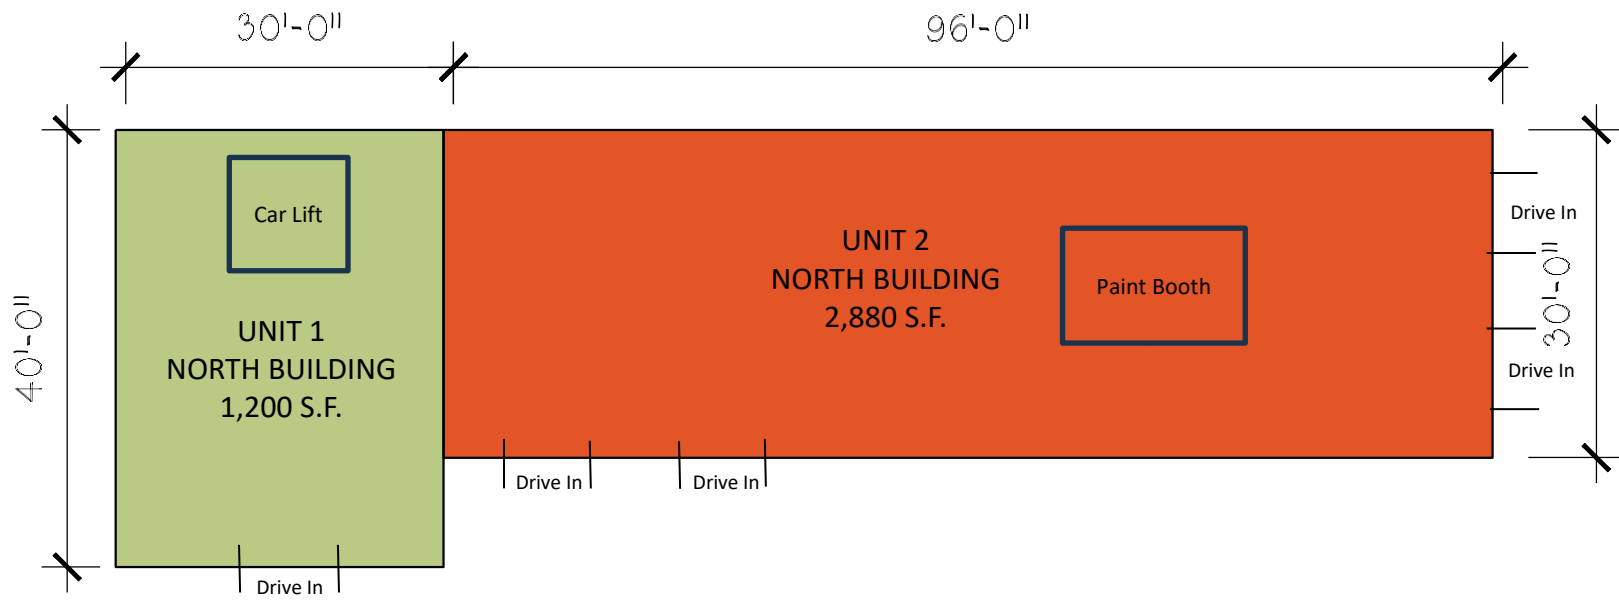 30'-0"
96'-0"
Car Lift
Drive In
UNIT 2
NORTH BUILDING
2,880 S.F.
Paint Booth
30'-0"
40'-0"
UNIT 1
NORTH BUILDING
1,200 S.F.
Drive In
Drive In
Drive In
Drive In